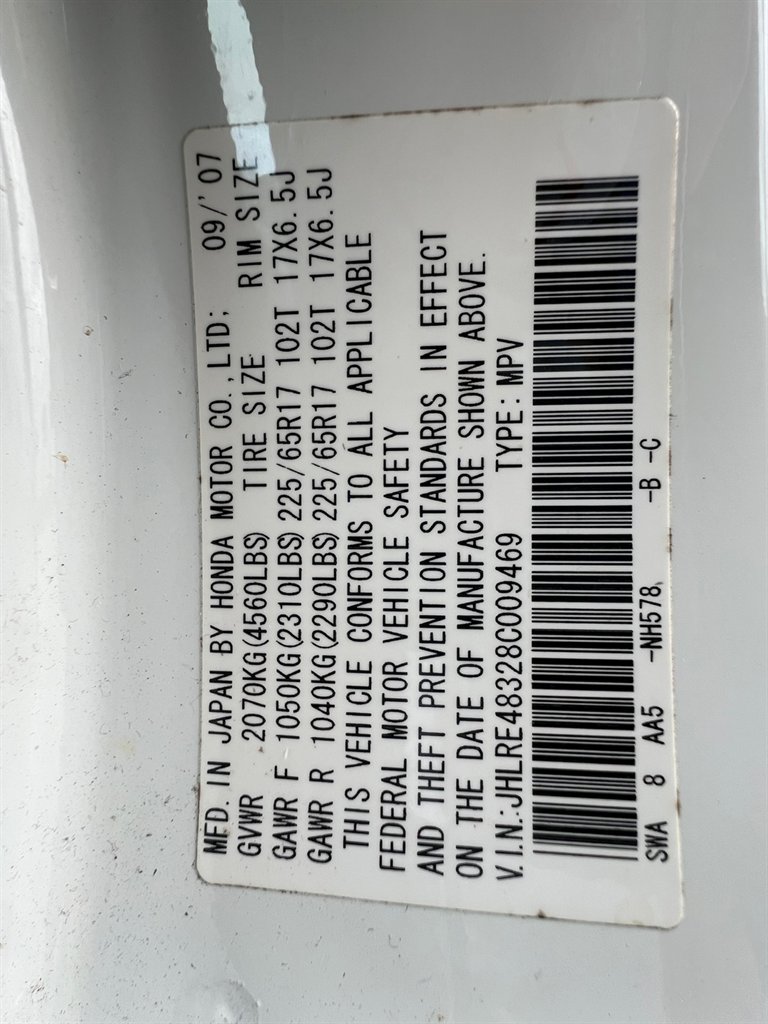 MFD. IN JAPAN BY HONDA MOTOR CO., LTD; 09/'07
GVWR 2070KG(4560LBS) TIRE SIZE RIM SIZE
GAWR F 1050KG(2310LBS) 225/65R17 102T 17X6.5J
GAWR R 1040KG(2290LBS) 225/65R17 102T 17X6.5J
THIS VEHICLE CONFORMS TO ALL APPLICABLE
FEDERAL MOTOR VEHICLE SAFETY
AND THEFT PREVENTION STANDARDS IN EFFECT
ON THE DATE OF MANUFACTURE SHOWN ABOVE.
V.I.N.:JHLRE48328C009469 TYPE:MPV
SWA 8 AA5 -NH578, -B -C